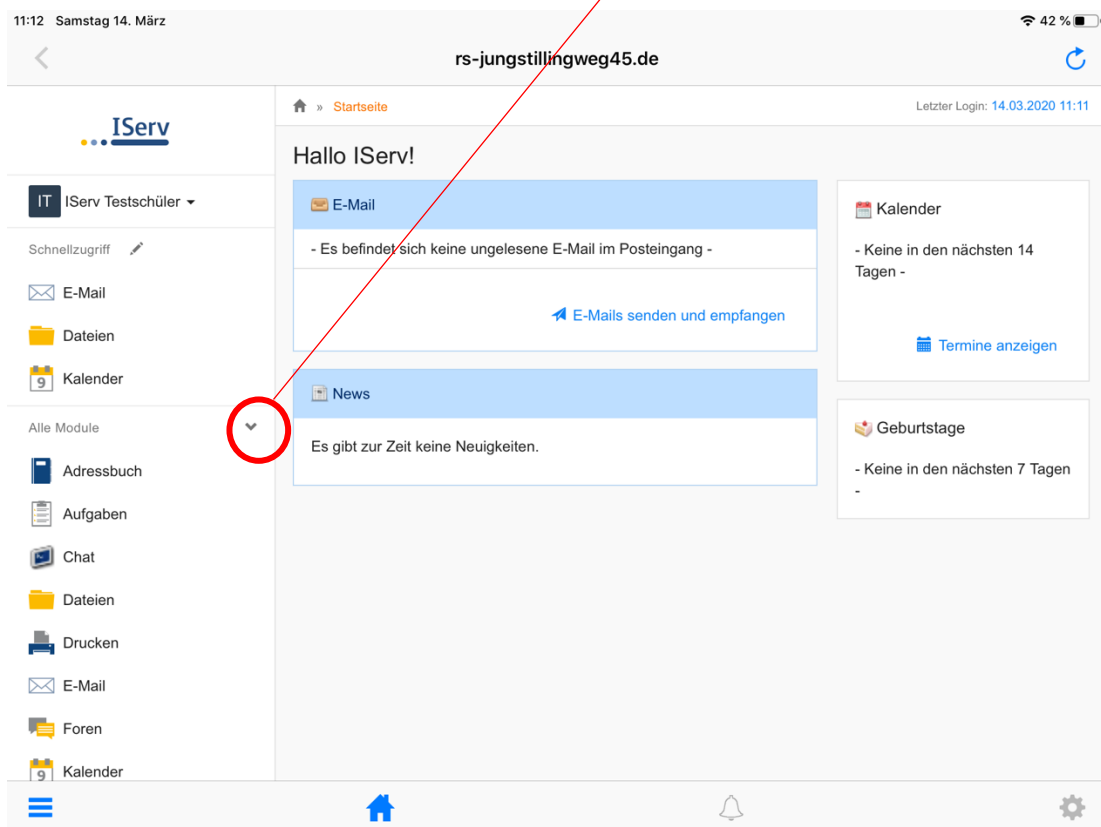 11:12 Samstag 14. März
42 %
rs-jungstillingweg45.de
IServ
IT IServ Testschüler
Schnellzugriff
E-Mail
Dateien
9 Kalender
Alle Module
Adressbuch
Aufgaben
Chat
Dateien
Drucken
E-Mail
Foren
9 Kalender
» Startseite
Letzter Login: 14.03.2020 11:11
Hallo IServ!
E-Mail
- Es befindet sich keine ungelesene E-Mail im Posteingang -
E-Mails senden und empfangen
News
Es gibt zur Zeit keine Neuigkeiten.
Kalender
- Keine in den nächsten 14
Tagen -
Termine anzeigen
Geburtstage
- Keine in den nächsten 7 Tagen
-